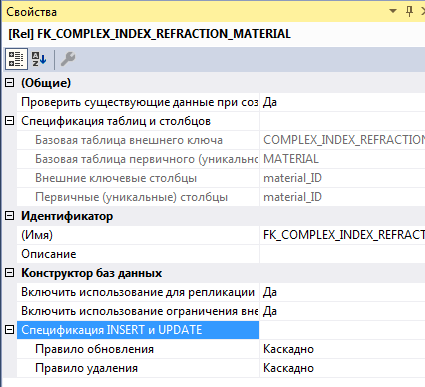 Свойства
[Rel] FK_COMPLEX_INDEX_REFRACTION_MATERIAL
(Общие)
Проверить существующие данные при соз Да
Спецификация таблиц и столбцов
Базовая таблица внешнего ключа COMPLEX_INDEX_REFRACTION
Базовая таблица первичного (уникально MATERIAL
Внешние ключевые столбцы material_ID
Первичные (уникальные) столбцы material_ID
Идентификатор
(Имя) FK_COMPLEX_INDEX_REFRACT
Описание
Конструктор баз данных
Включить использование для репликации Да
Включить использование ограничения вне Да
Спецификация INSERT и UPDATE
Правило обновления Каскадно
Правило удаления Каскадно